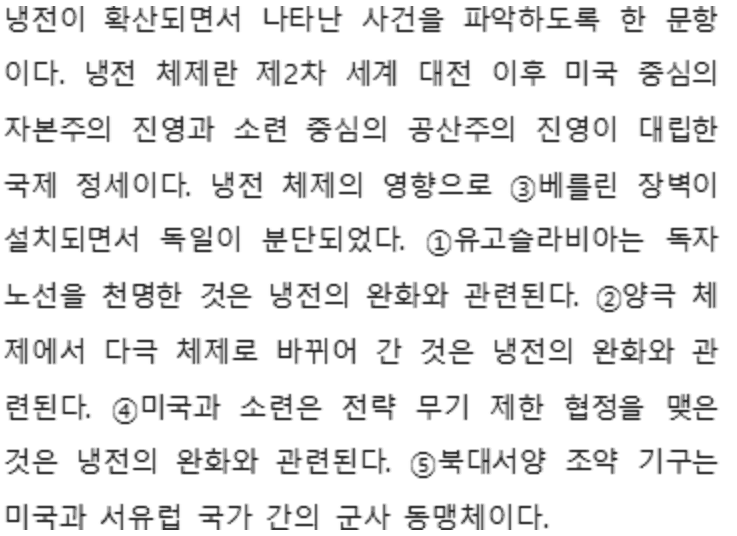 냉전이 확산되면서 나타난 사건을 파악하도록 한 문항
이다. 냉전 체제란 제2차 세계 대전 이후 미국 중심의
자본주의 진영과 소련 중심의 공산주의 진영이 대립한
국제 정세이다. 냉전 체제의 영향으로 ③베를린 장벽이
설치되면서 독일이 분단되었다. ①유고슬라비아는 독자
노선을 천명한 것은 냉전의 완화와 관련된다. ②양극 체
제에서 다극 체제로 바뀌어 간 것은 냉전의 완화와 관
련된다. ④미국과 소련은 전략 무기 제한 협정을 맺은
것은 냉전의 완화와 관련된다. ⑤북대서양 조약 기구는
미국과 서유럽 국가 간의 군사 동맹체이다.